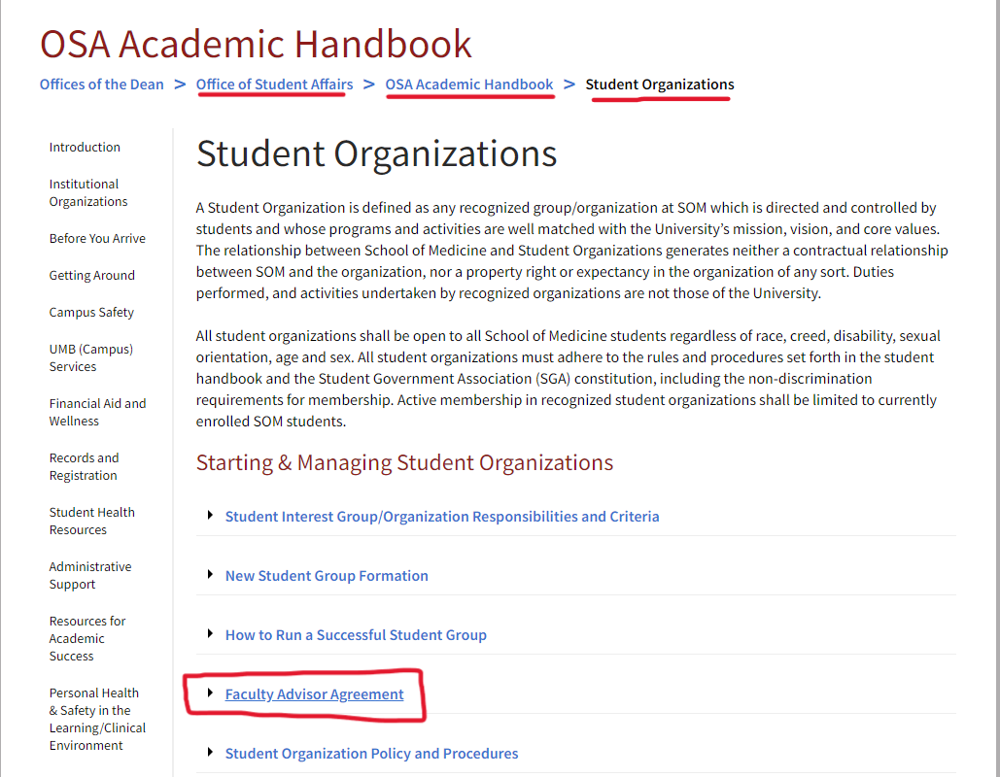 OSA Academic Handbook
Offices of the Dean > Office of Student Affairs > OSA Academic Handbook > Student Organizations
Introduction
Institutional
Organizations
Before You Arrive
Getting Around
Campus Safety
UMB (Campus)
Services
Financial Aid and
Wellness
Records and
Registration
Student Health
Resources
Administrative
Support
Resources for
Academic
Success
Personal Health
& Safety in the
Learning/Clinical
Environment
Student Organizations
A Student Organization is defined as any recognized group/organization at SOM which is directed and controlled by
students and whose programs and activities are well matched with the University’s mission, vision, and core values.
The relationship between School of Medicine and Student Organizations generates neither a contractual relationship
between SOM and the organization, nor a property right or expectancy in the organization of any sort. Duties
performed, and activities undertaken by recognized organizations are not those of the University.
All student organizations shall be open to all School of Medicine students regardless of race, creed, disability, sexual
orientation, age and sex. All student organizations must adhere to the rules and procedures set forth in the student
handbook and the Student Government Association (SGA) constitution, including the non-discrimination
requirements for membership. Active membership in recognized student organizations shall be limited to currently
enrolled SOM students.
Starting & Managing Student Organizations
Student Interest Group/Organization Responsibilities and Criteria
New Student Group Formation
How to Run a Successful Student Group
Faculty Advisor Agreement
Student Organization Policy and Procedures